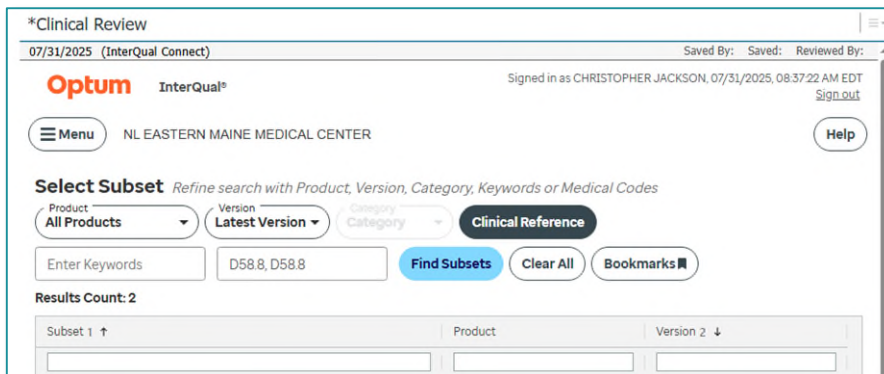 *Clinical Review
07/31/2025 (InterQual Connect) Saved By: Saved: Reviewed By:
Optum InterQual® Signed in as CHRISTOPHER JACKSON, 07/31/2025, 08:37:22 AM EDT
Sign out
Menu NL EASTERN MAINE MEDICAL CENTER Help
Select Subset Refine search with Product, Version, Category, Keywords or Medical Codes
Product Version Category
All Products Latest Version Category Clinical Reference
Enter Keywords D58.8, D58.8 Find Subsets Clear All Bookmarks
Results Count: 2
Subset 1 ↑ Product Version 2 ↓